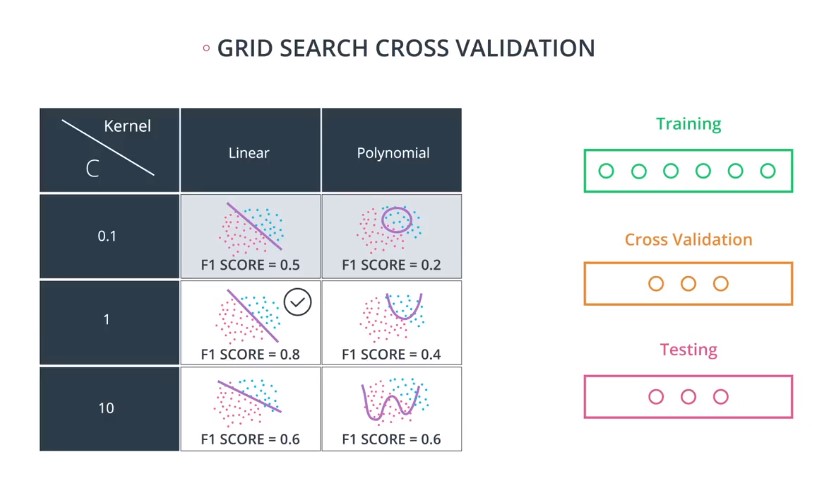 GRID SEARCH CROSS VALIDATION
Kernel
C
Linear
Polynomial
0.1
F1 SCORE = 0.5
F1 SCORE = 0.2
1
F1 SCORE = 0.8
F1 SCORE = 0.4
10
F1 SCORE = 0.6
F1 SCORE = 0.6
Training
Cross Validation
Testing